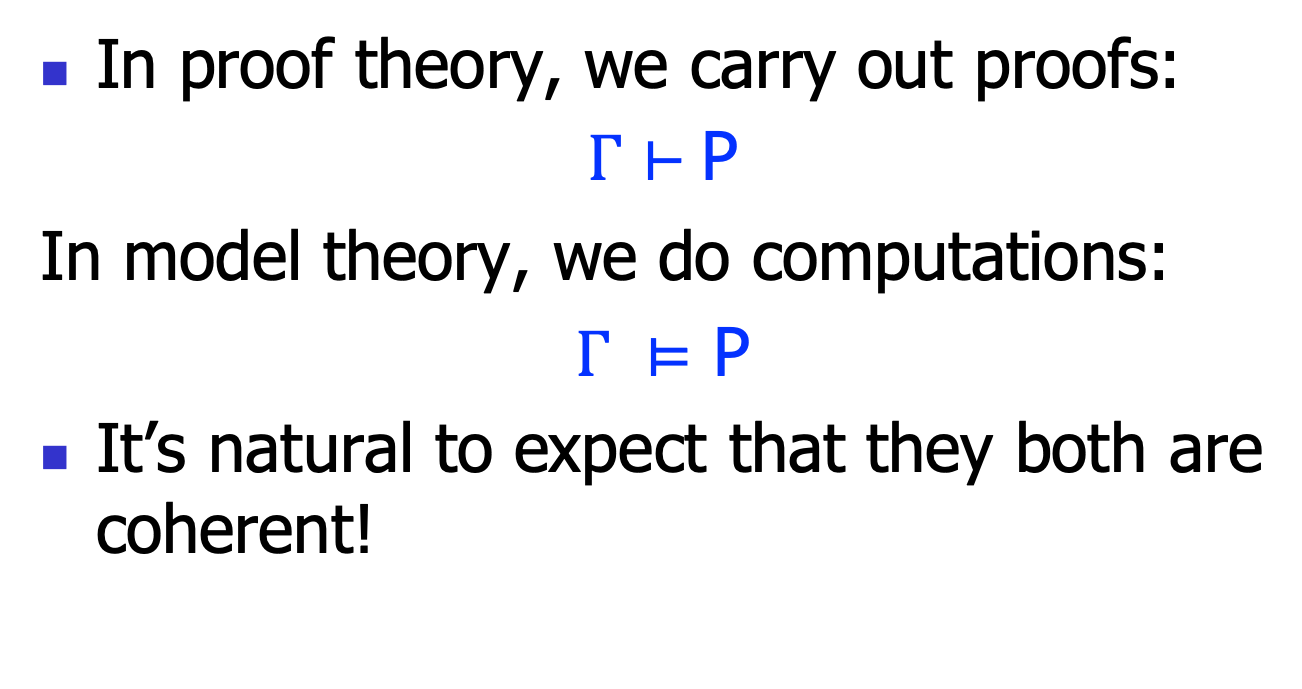 ▪ In proof theory, we carry out proofs:
Γ ⊢ P
In model theory, we do computations:
Γ ⊨ P
▪ It’s natural to expect that they both are
coherent!